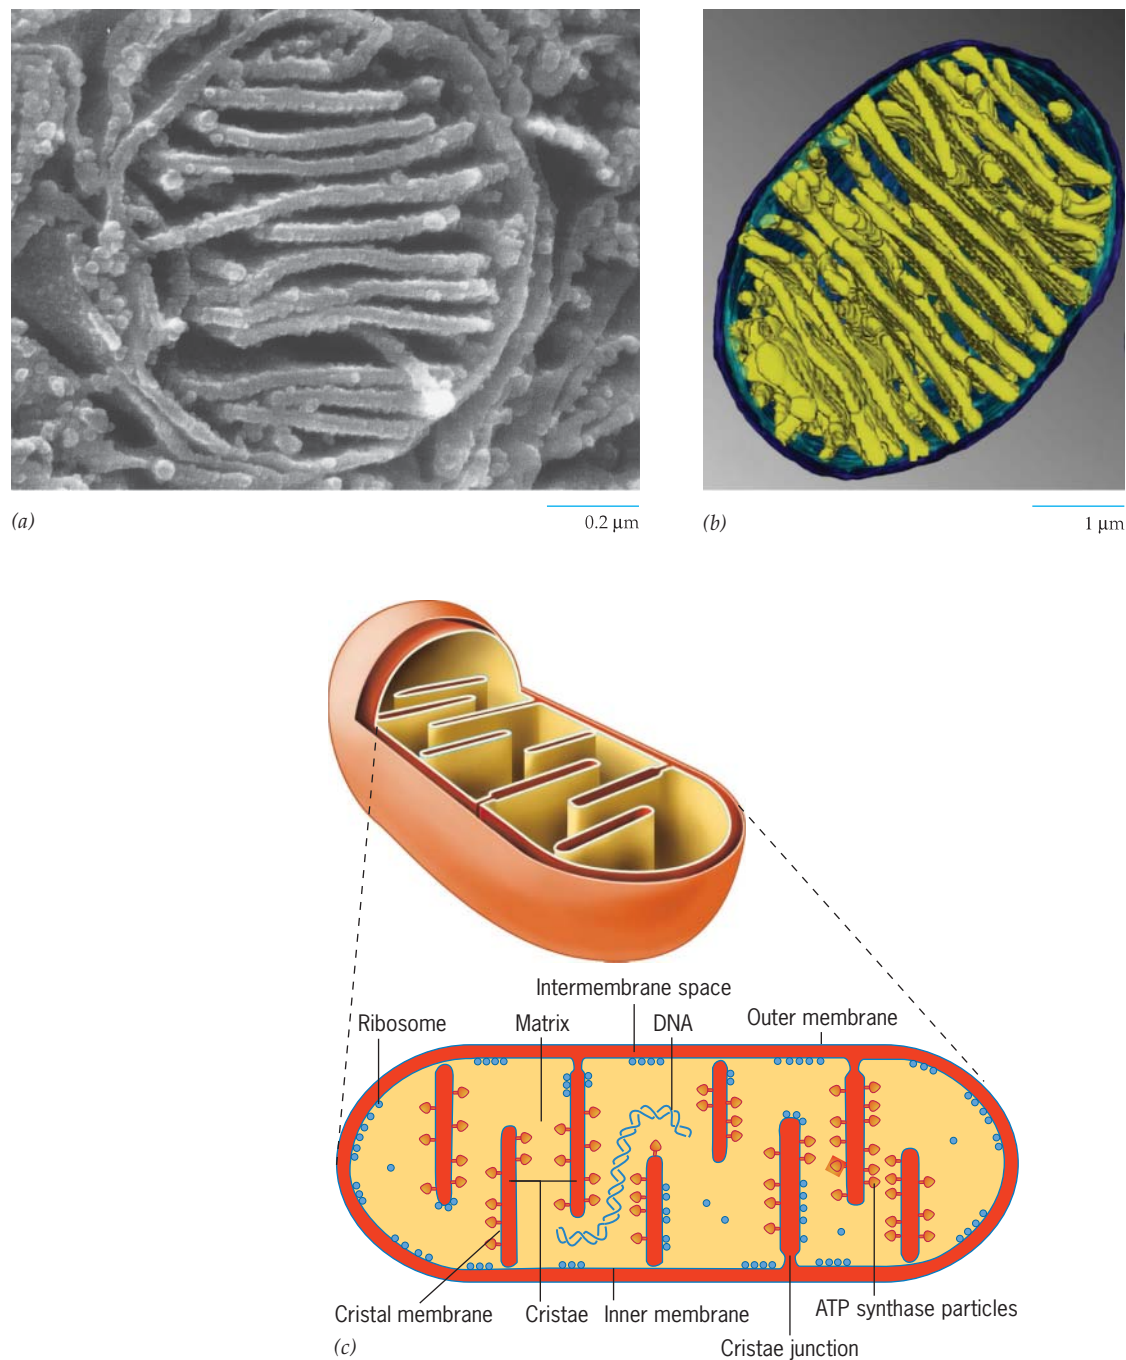 (a)
0.2 μm
(b)
1 μm
Intermembrane space
Ribosome
Matrix
DNA
Outer membrane
Cristal membrane
Cristae
Inner membrane
ATP synthase particles
Cristae junction
(c)